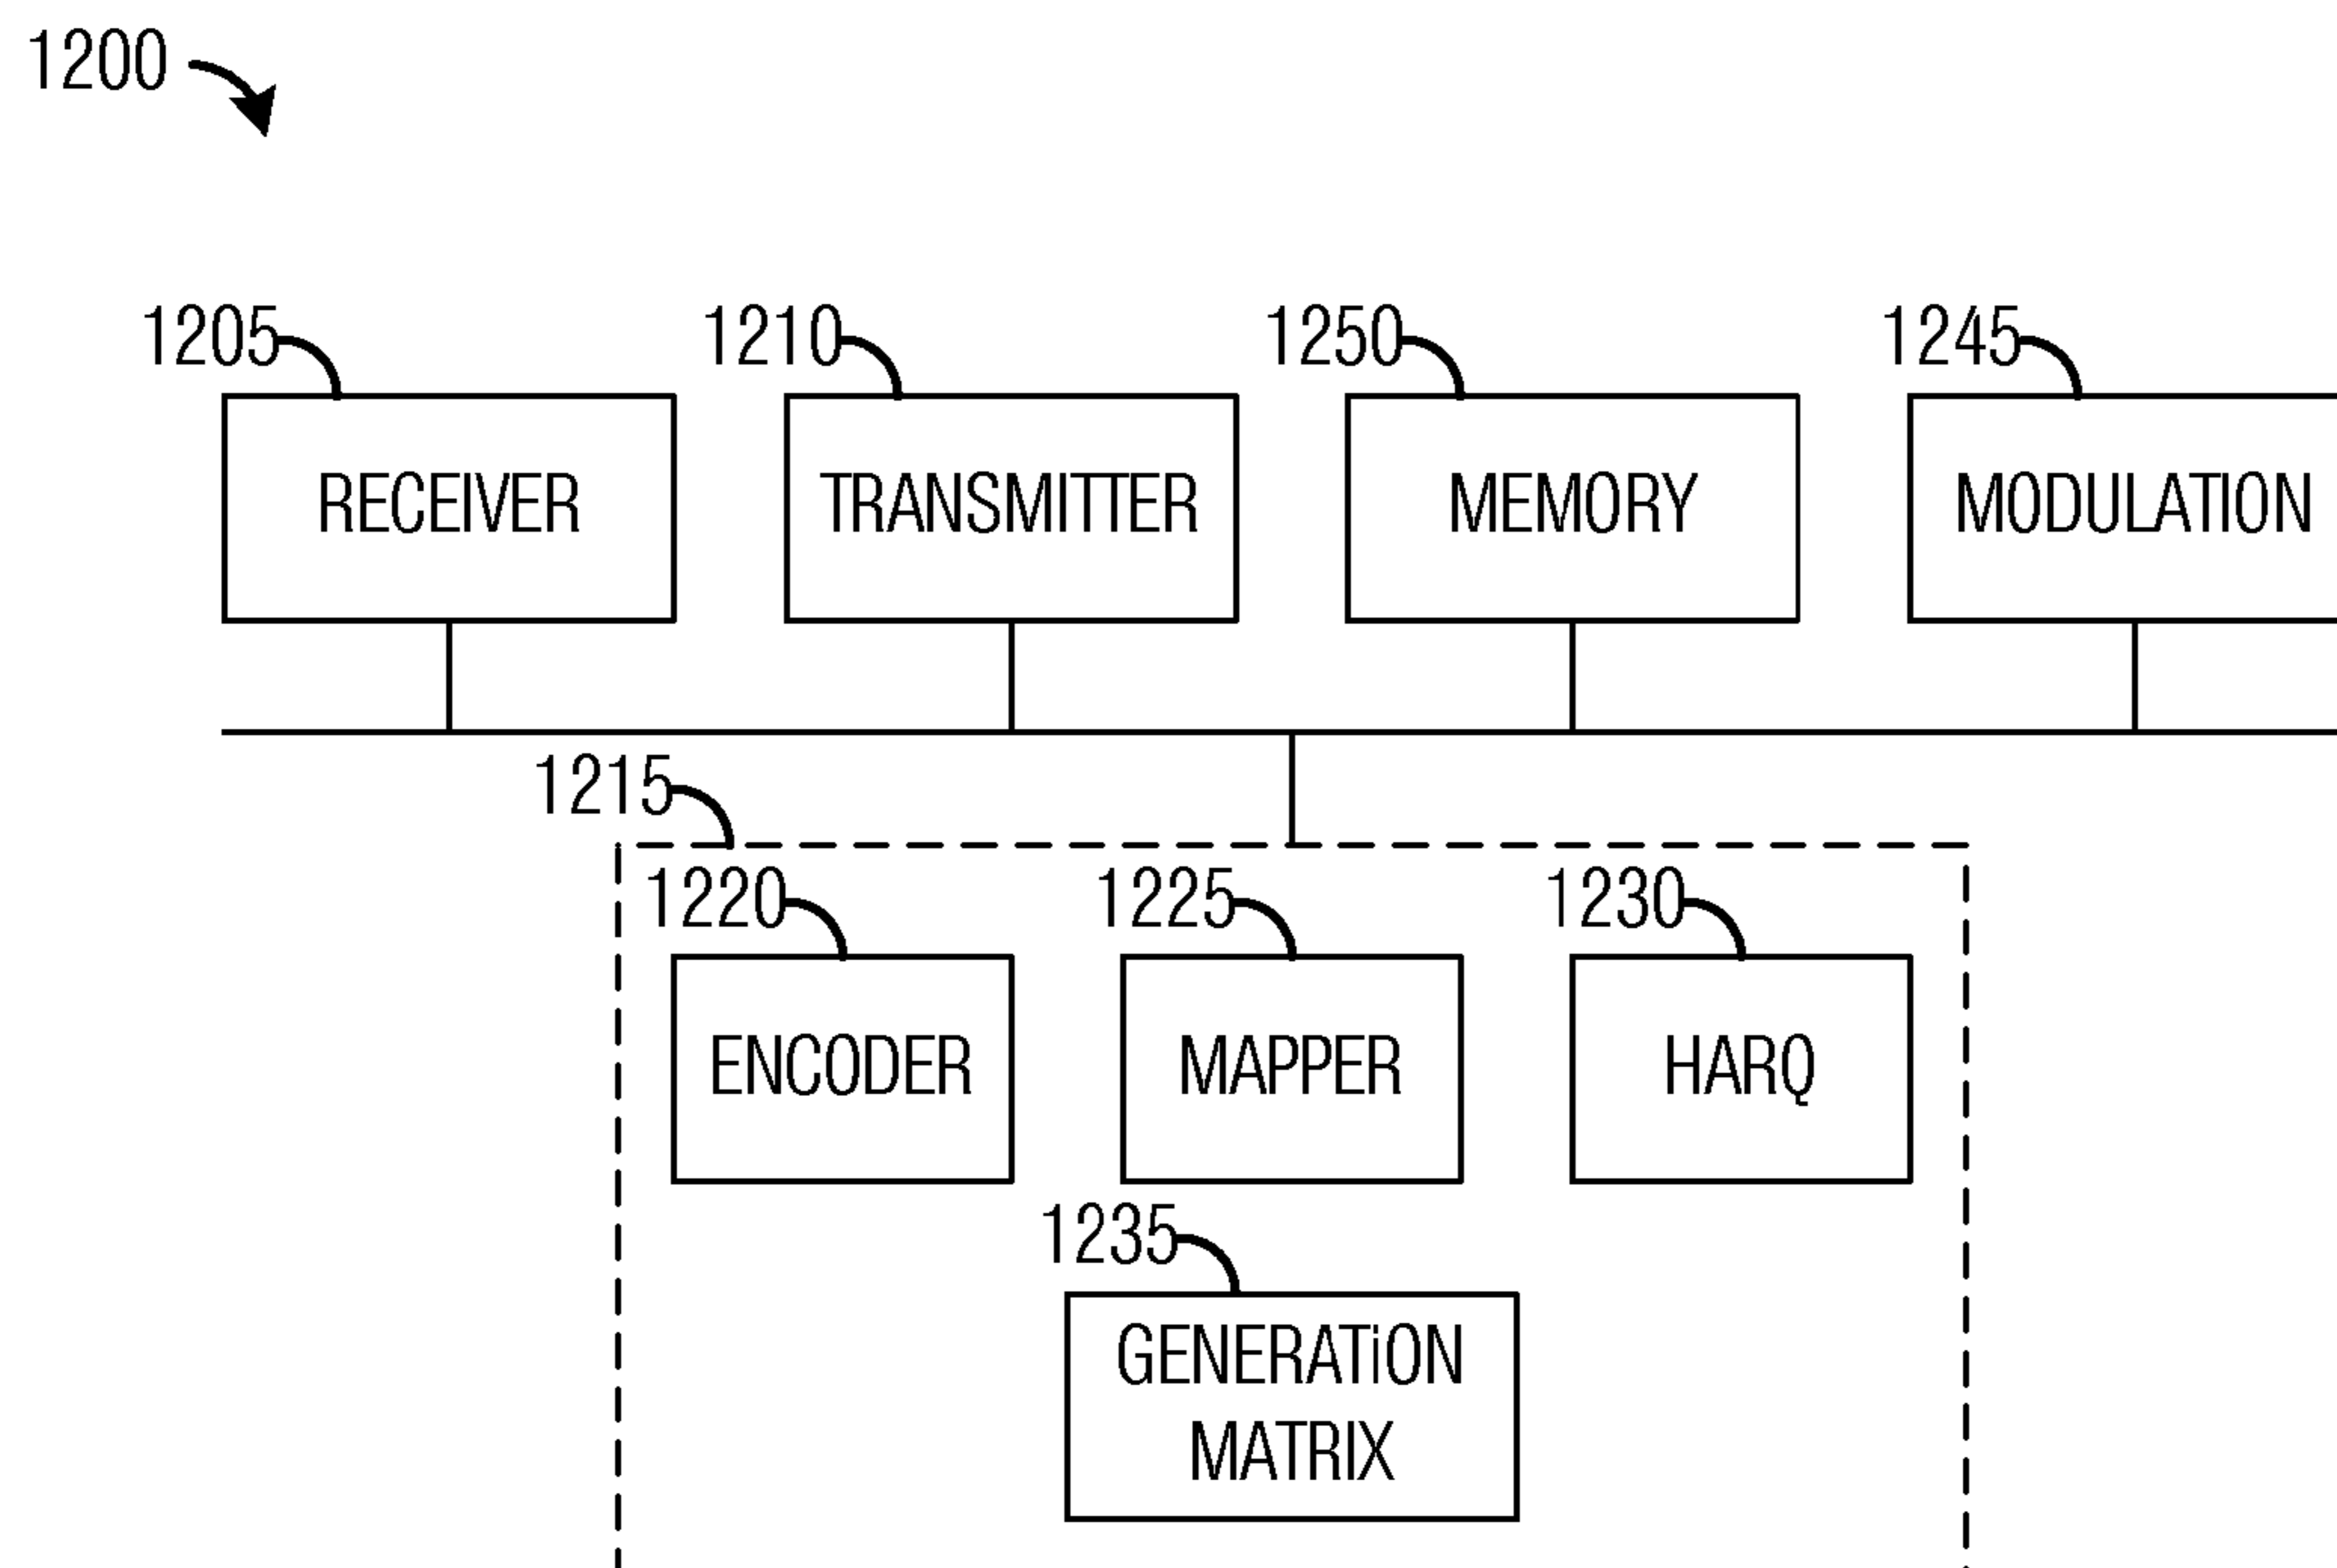 1200
1205 1210 1250 1245
RECEIVER TRANSMITTER MEMORY MODULATION
1215
1220 1225 1230
ENCODER MAPPER HARQ
1235
GENERATiON
MATRIX